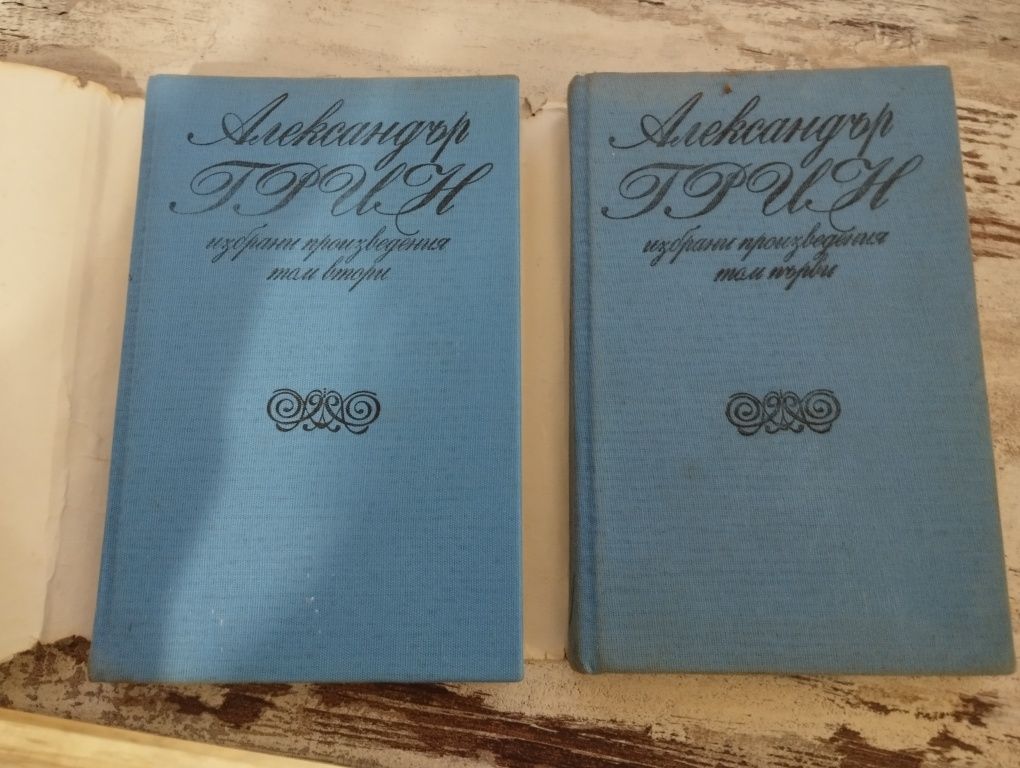 Александър
ГРИН
избрани произведения
том втори
Александър
ГРИН
избрани произведения
том първи